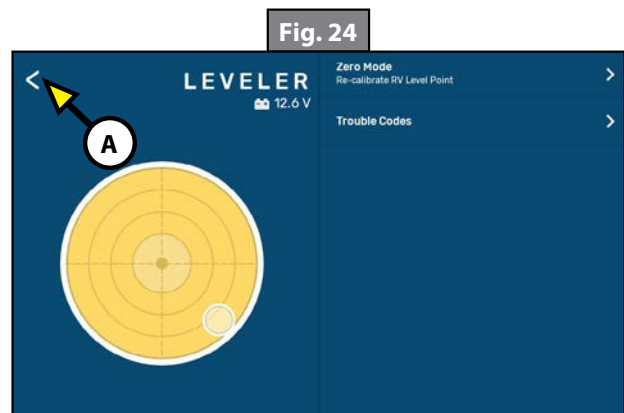 Fig. 24
LEVELER
12.6 V
A
Zero Mode
Re-calibrate RV Level Point
Trouble Codes